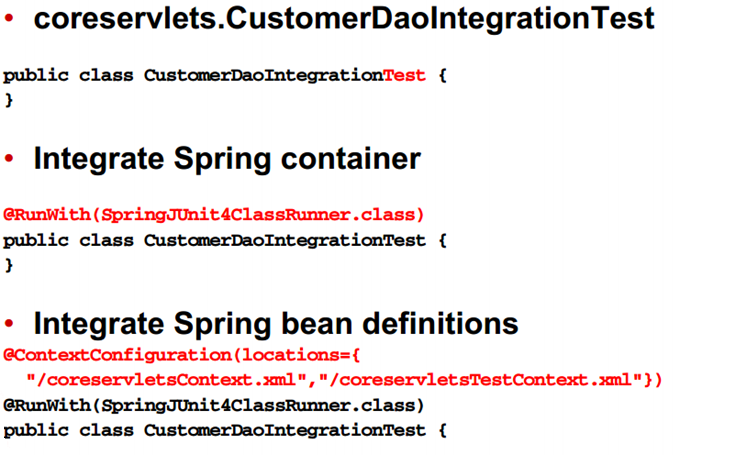 • coreservlets.CustomerDaoIntegrationTest
public class CustomerDaoIntegrationTest {
}
• Integrate Spring container
@RunWith(SpringJUnit4ClassRunner.class)
public class CustomerDaoIntegrationTest {
}
• Integrate Spring bean definitions
@ContextConfiguration(locations={
"/coreservletsContext.xml","/coreservletsTestContext.xml"})
@RunWith(SpringJUnit4ClassRunner.class)
public class CustomerDaoIntegrationTest {